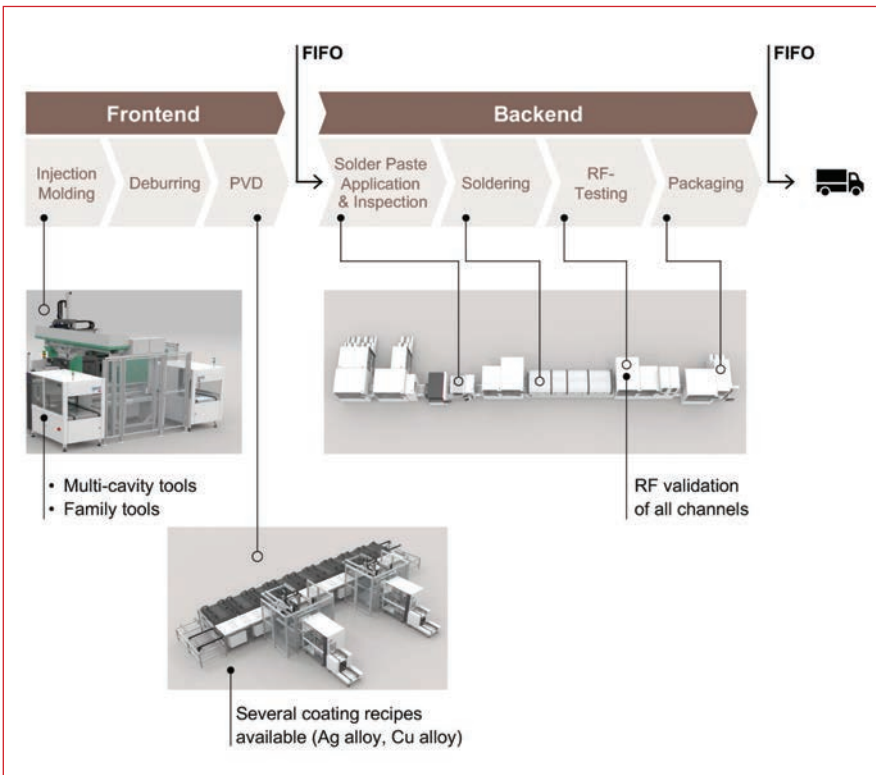 FIFO
FIFO
Frontend
Backend
Injection
Molding
Deburring
PVD
Solder Paste
Application
& Inspection
Soldering
RF-
Testing
Packaging
• Multi-cavity tools
• Family tools
RF validation
of all channels
Several coating recipes
available (Ag alloy, Cu alloy)